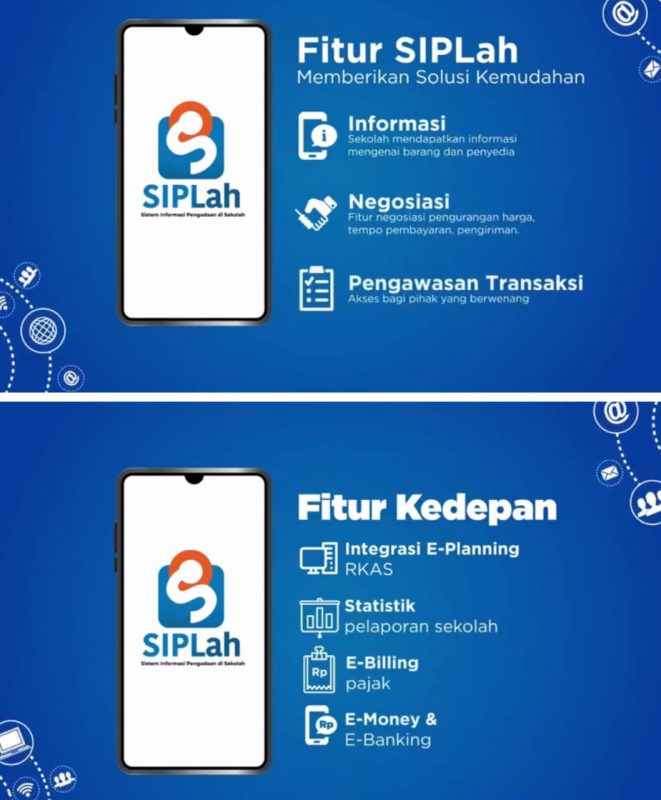 Fitur SIPLah
Memberikan Solusi Kemudahan
SIPLah
Sistem Informasi Pengadaan di Sekolah
Informasi
Sekolah mendapatkan informasi
mengenai barang dan penyedia
Negosiasi
Fitur negosiasi pengurangan harga,
tempo pembayaran, pengiriman.
Pengawasan Transaksi
Akses bagi pihak yang berwenang
Fitur Kedepan
SIPLah
Sistem Informasi Pengadaan di Sekolah
Integrasi E-Planning
RKAS
Statistik
pelaporan sekolah
Rp
E-Billing
pajak
Rp
E-Money &
E-Banking